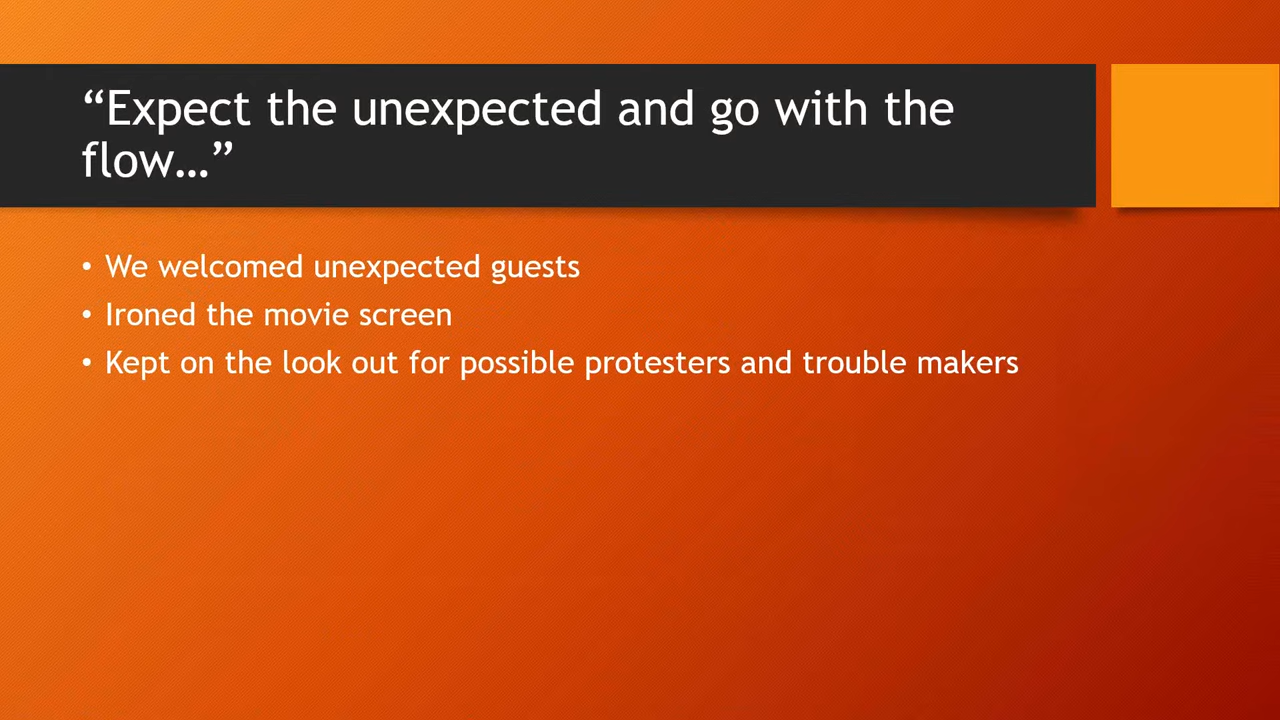 “Expect the unexpected and go with the
flow…”
• We welcomed unexpected guests
• Ironed the movie screen
• Kept on the look out for possible protesters and trouble makers